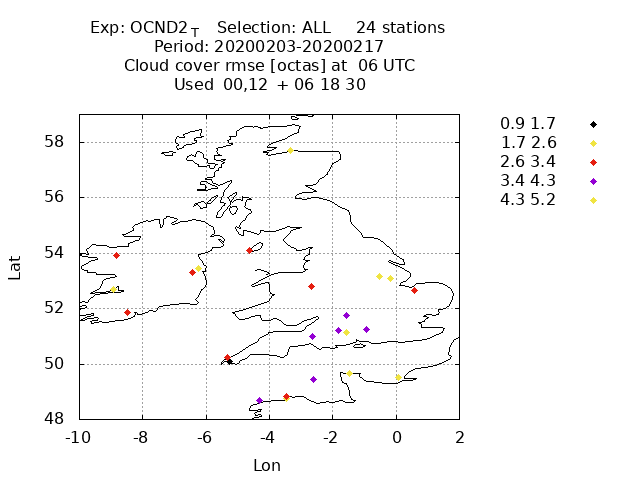 Exp: OCND2 T Selection: ALL 24 stations
Period: 20200203-20200217
Cloud cover rmse [octas] at 06 UTC
Used 00,12 + 06 18 30
0.9 1.7
1.7 2.6
2.6 3.4
3.4 4.3
4.3 5.2
58
56
54
52
50
48
Lat
-10 -8 -6 -4 -2 0 2
Lon